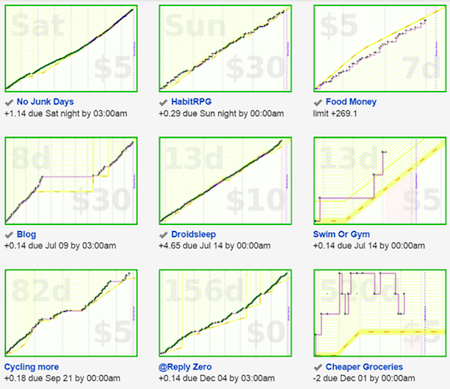 Sat
$5
No Junk Days
+1.14 due Sat night by 03:00am
Sun
$30
HabitRPG
+0.29 due Sun night by 00:00am
$5
7d
Food Money
limit +269.1
8d
$30
Blog
+0.14 due Jul 09 by 03:00am
13d
$10
Droidsleep
+4.65 due Jul 14 by 00:00am
13d
$5
Swim Or Gym
+0.14 due Jul 14 by 00:00am
82d
$5
Cycling more
+0.18 due Sep 21 by 00:00am
156d
$0
@Reply Zero
+0.14 due Dec 04 by 03:00am
$5
Cheaper Groceries
-2 due Dec 01 by 00:00am